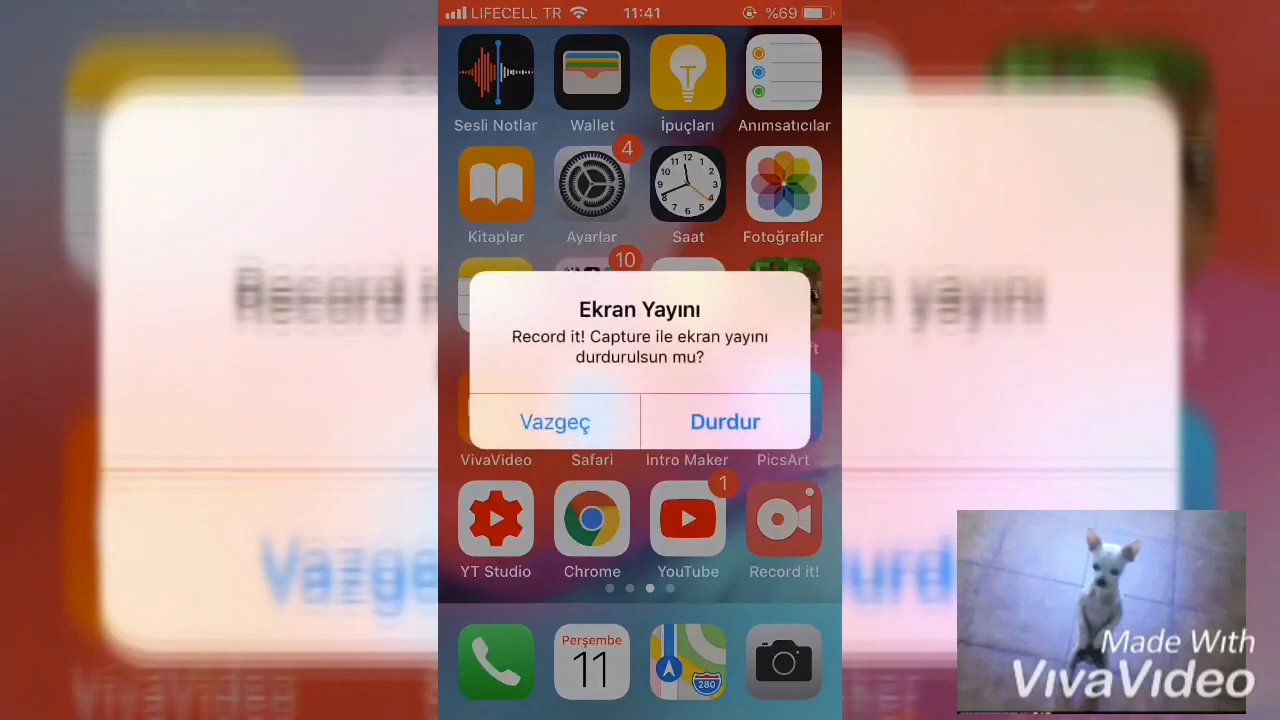 LIFECELL TR 11:41 %69
Sesli Notlar Wallet İpuçları Anımsatıcılar
4
Kitaplar Ayarlar Saat Fotoğraflar
10
Ekran Yayını
Record it! Capture ile ekran yayını
durdurulsun mu?
Vazgeç Durdur
VivaVideo Safari Intro Maker PicsArt
1
YT Studio Chrome YouTube Record it!
Perşembe
11
280
Made With
VivaVideo